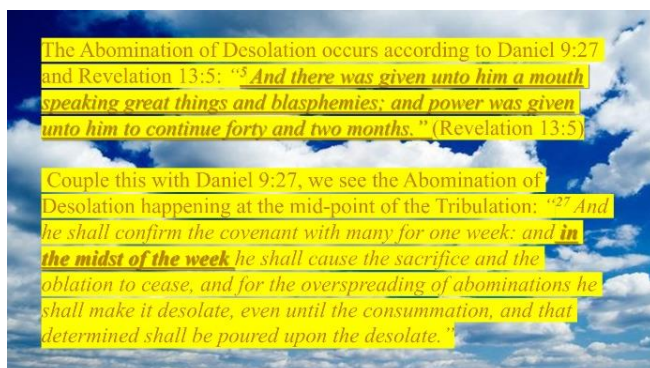 The Abomination of Desolation occurs according to Daniel 9:27
and Revelation 13:5: “⁵ And there was given unto him a mouth
speaking great things and blasphemies; and power was given
unto him to continue forty and two months.” (Revelation 13:5)
Couple this with Daniel 9:27, we see the Abomination of
Desolation happening at the mid-point of the Tribulation: “²⁷ And
he shall confirm the covenant with many for one week: and in
the midst of the week he shall cause the sacrifice and the
oblation to cease, and for the overspreading of abominations he
shall make it desolate, even until the consummation, and that
determined shall be poured upon the desolate.”